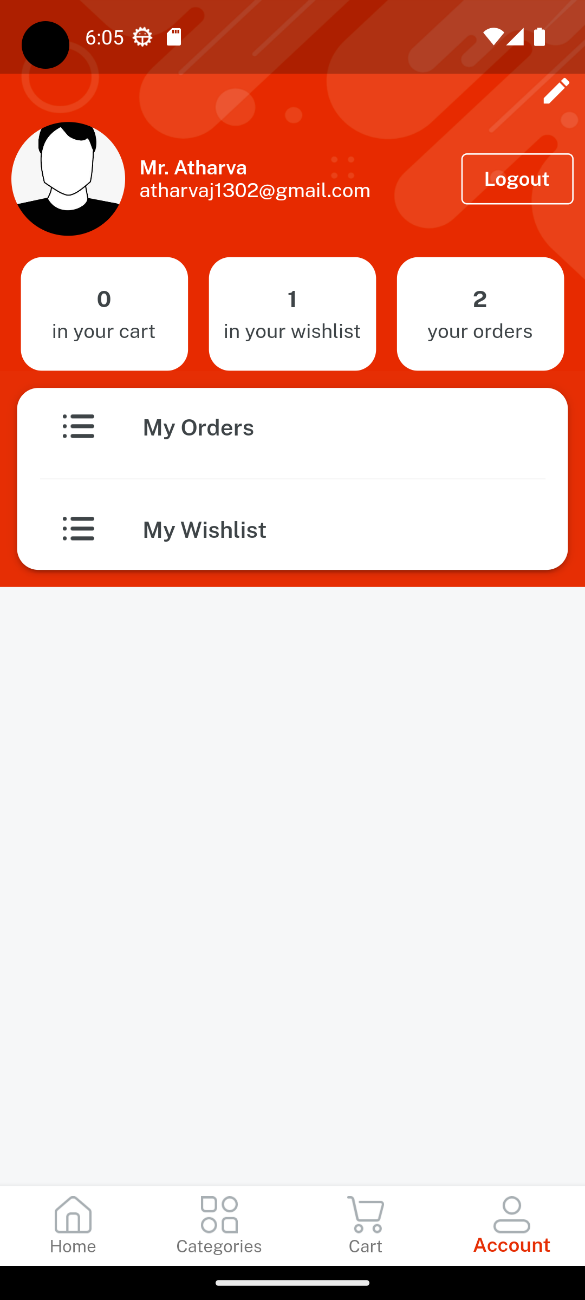 6:05
Mr. Atharva
atharvaj1302@gmail.com
Logout
0
in your cart
1
in your wishlist
2
your orders
My Orders
My Wishlist
Home
Categories
Cart
Account